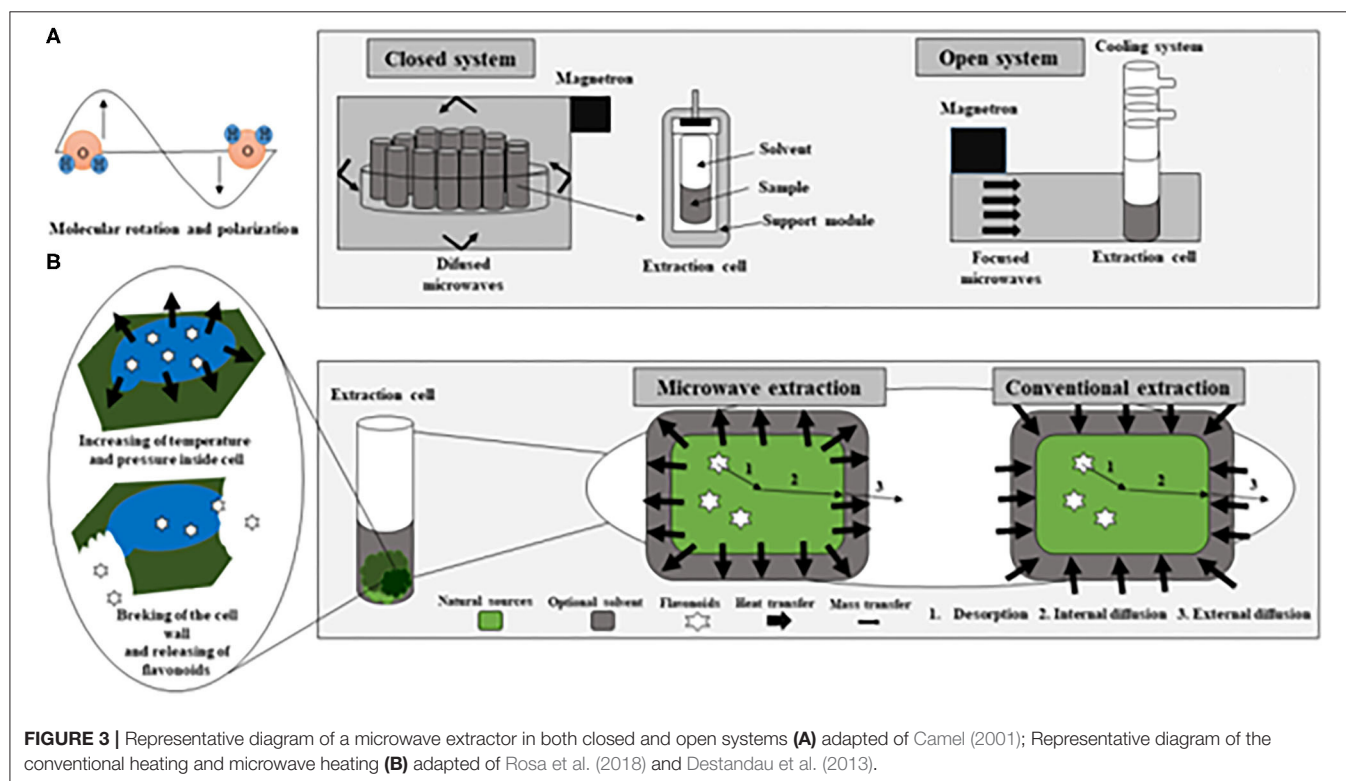 A
Molecular rotation and polarization
Closed system
Magnetron
Difused
microwaves
Solvent
Sample
Support module
Extraction cell
Open system
Cooling system
Magnetron
Focused
microwaves
Extraction cell
B
Increasing of temperature
and pressure inside cell
Breking of the cell
wall
and releasing of
flavonoids
Extraction cell
Microwave extraction
1
2
3
Conventional extraction
1
2
3
Natural sources Optional solvent Flavonoids Heat transfer Mass transfer
1. Desorption 2. Internal diffusion 3. External diffusion
O
H
H
H
H
O
FIGURE 3 | Representative diagram of a microwave extractor in both closed and open systems (A) adapted of Camel (2001); Representative diagram of the
conventional heating and microwave heating (B) adapted of Rosa et al. (2018) and Destandau et al. (2013).